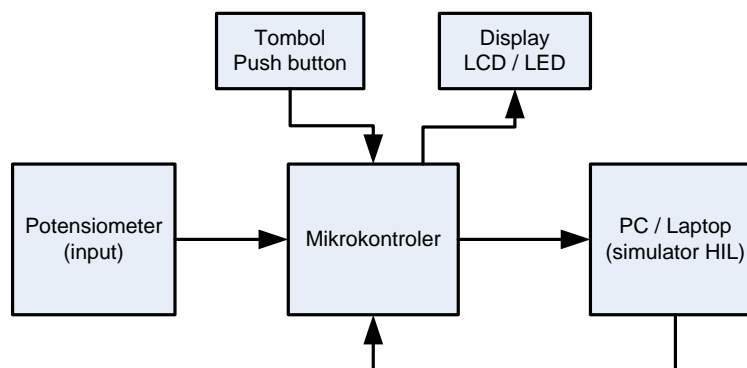 Tombol
Push button
Display
LCD / LED
Potensiometer
(input)
Mikrokontroler
PC / Laptop
(simulator HIL)